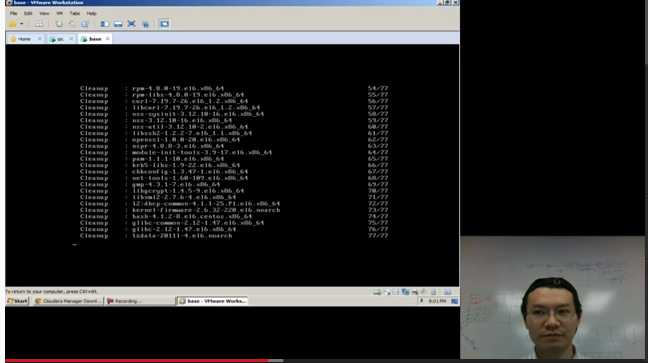 base - VMware Workstation
File Edit View VM Tabs Help
Home pc base
Cleanup : rpm-4.8.0-19.el6.x86_64 54/77
Cleanup : rpm-libs-4.8.0-19.el6.x86_64 55/77
Cleanup : curl-7.19.7-26.el6_1.2.x86_64 56/77
Cleanup : libcurl-7.19.7-26.el6_1.2.x86_64 57/77
Cleanup : nss-sysinit-3.12.10-16.el6.x86_64 58/77
Cleanup : nss-3.12.10-16.el6.x86_64 59/77
Cleanup : nss-util-3.12.10-2.el6.x86_64 60/77
Cleanup : libssh2-1.2.2-7.el6_1.1.x86_64 61/77
Cleanup : openssl-1.0.0-20.el6.x86_64 62/77
Cleanup : nspr-4.8.8-3.el6.x86_64 63/77
Cleanup : module-init-tools-3.9-17.el6.x86_64 64/77
Cleanup : pam-1.1.1-10.el6.x86_64 65/77
Cleanup : krb5-libs-1.9-22.el6.x86_64 66/77
Cleanup : chkconfig-1.3.47-1.el6.x86_64 67/77
Cleanup : net-tools-1.60-109.el6.x86_64 68/77
Cleanup : gmp-4.3.1-7.el6.x86_64 69/77
Cleanup : libgcrypt-1.4.5-9.el6.x86_64 70/77
Cleanup : libxml2-2.7.6-4.el6.x86_64 71/77
Cleanup : 12:dhcp-common-4.1.1-25.P1.el6.x86_64 72/77
Cleanup : kernel-firmware-2.6.32-220.el6.noarch 73/77
Cleanup : bash-4.1.2-8.el6.centos.x86_64 74/77
Cleanup : glibc-common-2.12-1.47.el6.x86_64 75/77
Cleanup : glibc-2.12-1.47.el6.x86_64 76/77
Cleanup : tzdata-2011l-4.el6.noarch 77/77
To return to your computer, press Ctrl+Alt.
Start Cloudera Manager Downl... Recording... base - VMware Works... 9:01 PM